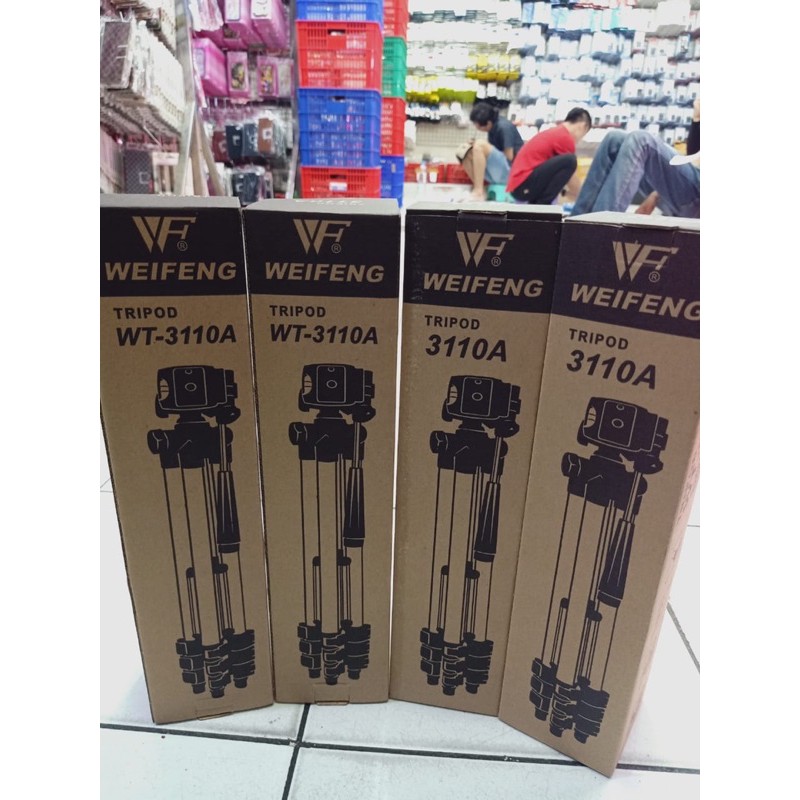 WF®
WEIFENG
TRIPOD
WT-3110A
WF®
WEIFENG
TRIPOD
WT-3110A
WF®
WEIFENG
TRIPOD
3110A
WF®
WEIFENG
TRIPOD
3110A